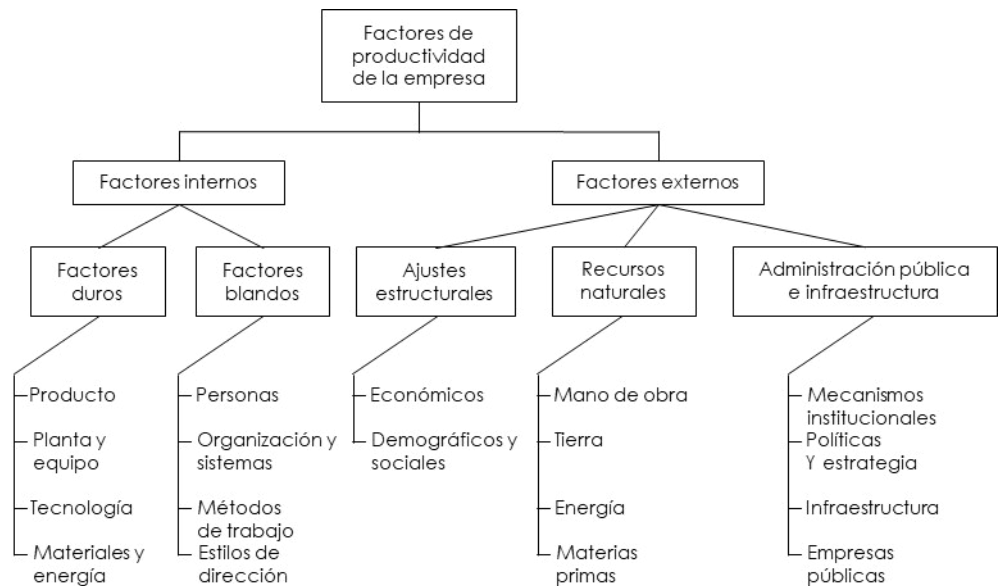 Factores de
productividad
de la empresa
Factores internos
Factores externos
Factores
duros
Factores
blandos
Ajustes
estructurales
Recursos
naturales
Administración pública
e infraestructura
Producto
Planta y
equipo
Tecnología
Materiales y
energía
Personas
Organización y
sistemas
Métodos
de trabajo
Estilos de
dirección
Económicos
Demográficos y
sociales
Mano de obra
Tierra
Energía
Materias
primas
Mecanismos
institucionales
Políticas
Y estrategia
Infraestructura
Empresas
públicas